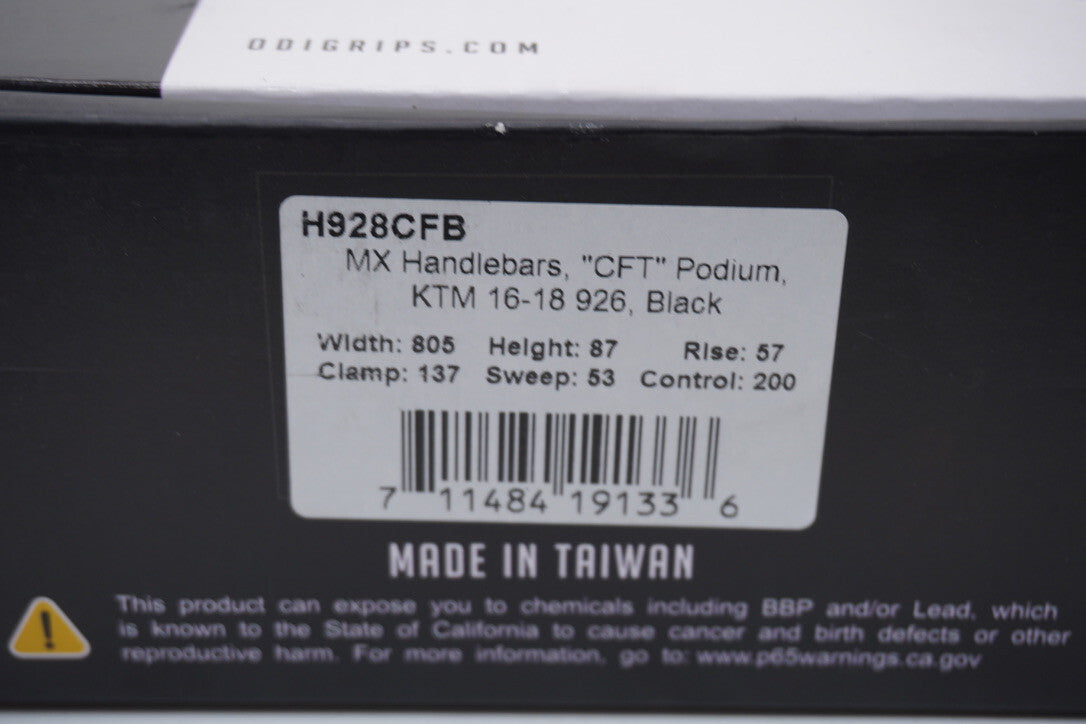 ODIGRIPS.COM
H928CFB
MX Handlebars, "CFT" Podium,
KTM 16-18 926, Black
Width: 805 Height: 87 Rise: 57
Clamp: 137 Sweep: 53 Control: 200
7 11484 19133 6
MADE IN TAIWAN
This product can expose you to chemicals including BBP and/or Lead, which
is known to the State of California to cause cancer and birth defects or other
reproductive harm. For more information, go to: www.p65warnings.ca.gov